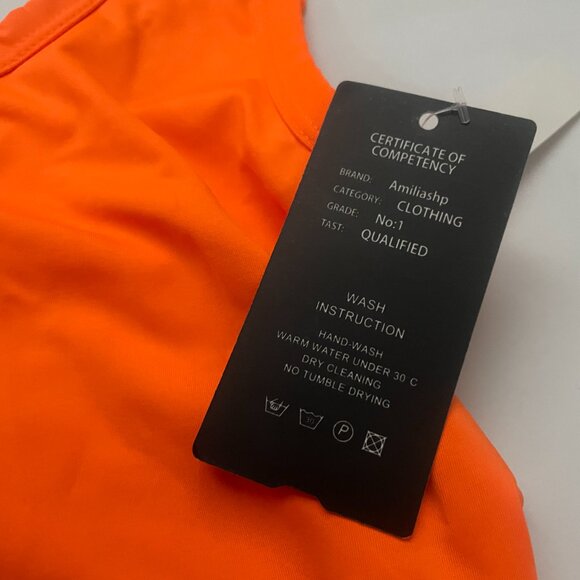 CERTIFICATE OF
COMPETENCY
BRAND: Amiliashp
CATEGORY: CLOTHING
GRADE: No:1
TAST: QUALIFIED
WASH
INSTRUCTION
HAND-WASH
WARM WATER UNDER 30 C
DRY CLEANING
NO TUMBLE DRYING
30 P